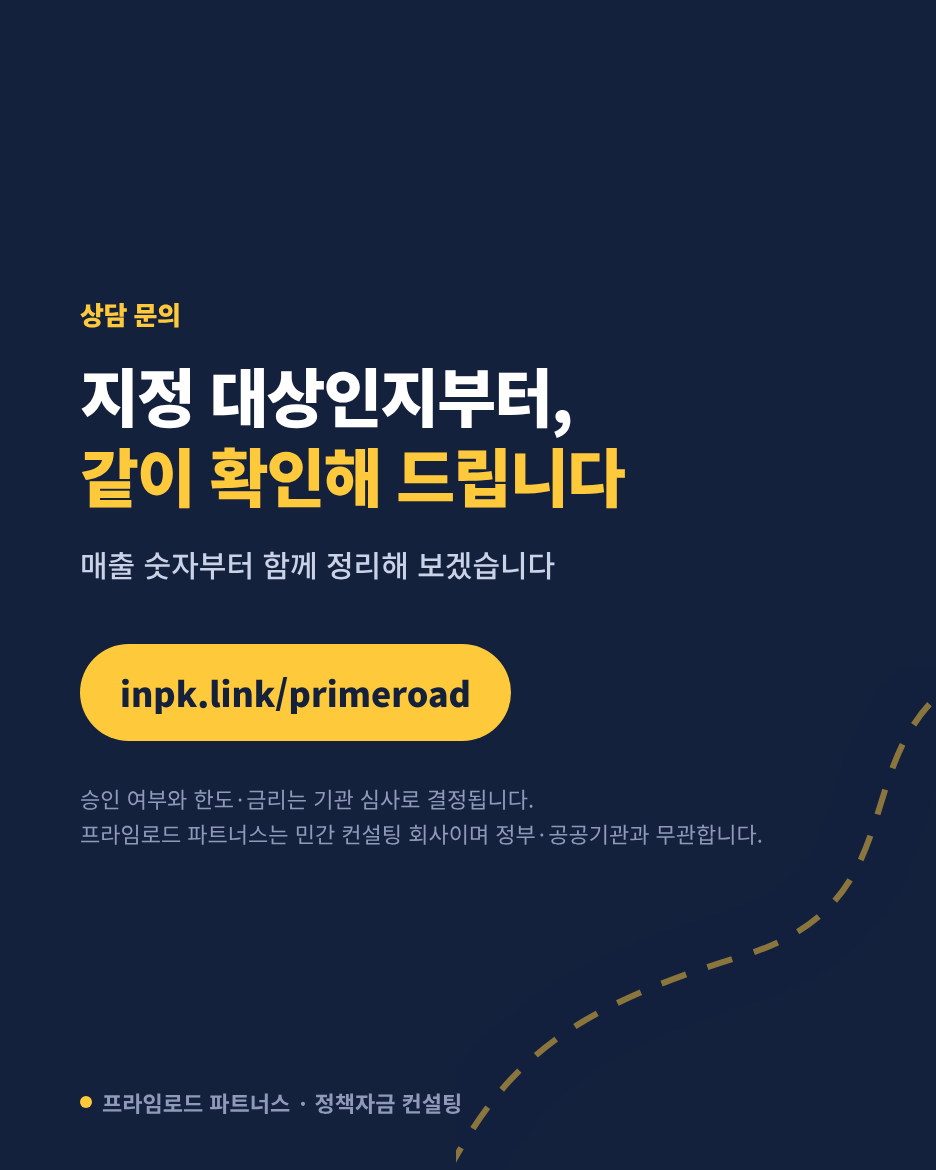 상담 문의
지정 대상인지부터,
같이 확인해 드립니다
매출 숫자부터 함께 정리해 보겠습니다
inpk.link/primeroad
승인 여부와 한도·금리는 기관 심사로 결정됩니다.
프라임로드 파트너스는 민간 컨설팅 회사이며 정부·공공기관과 무관합니다.
프라임로드 파트너스 · 정책자금 컨설팅